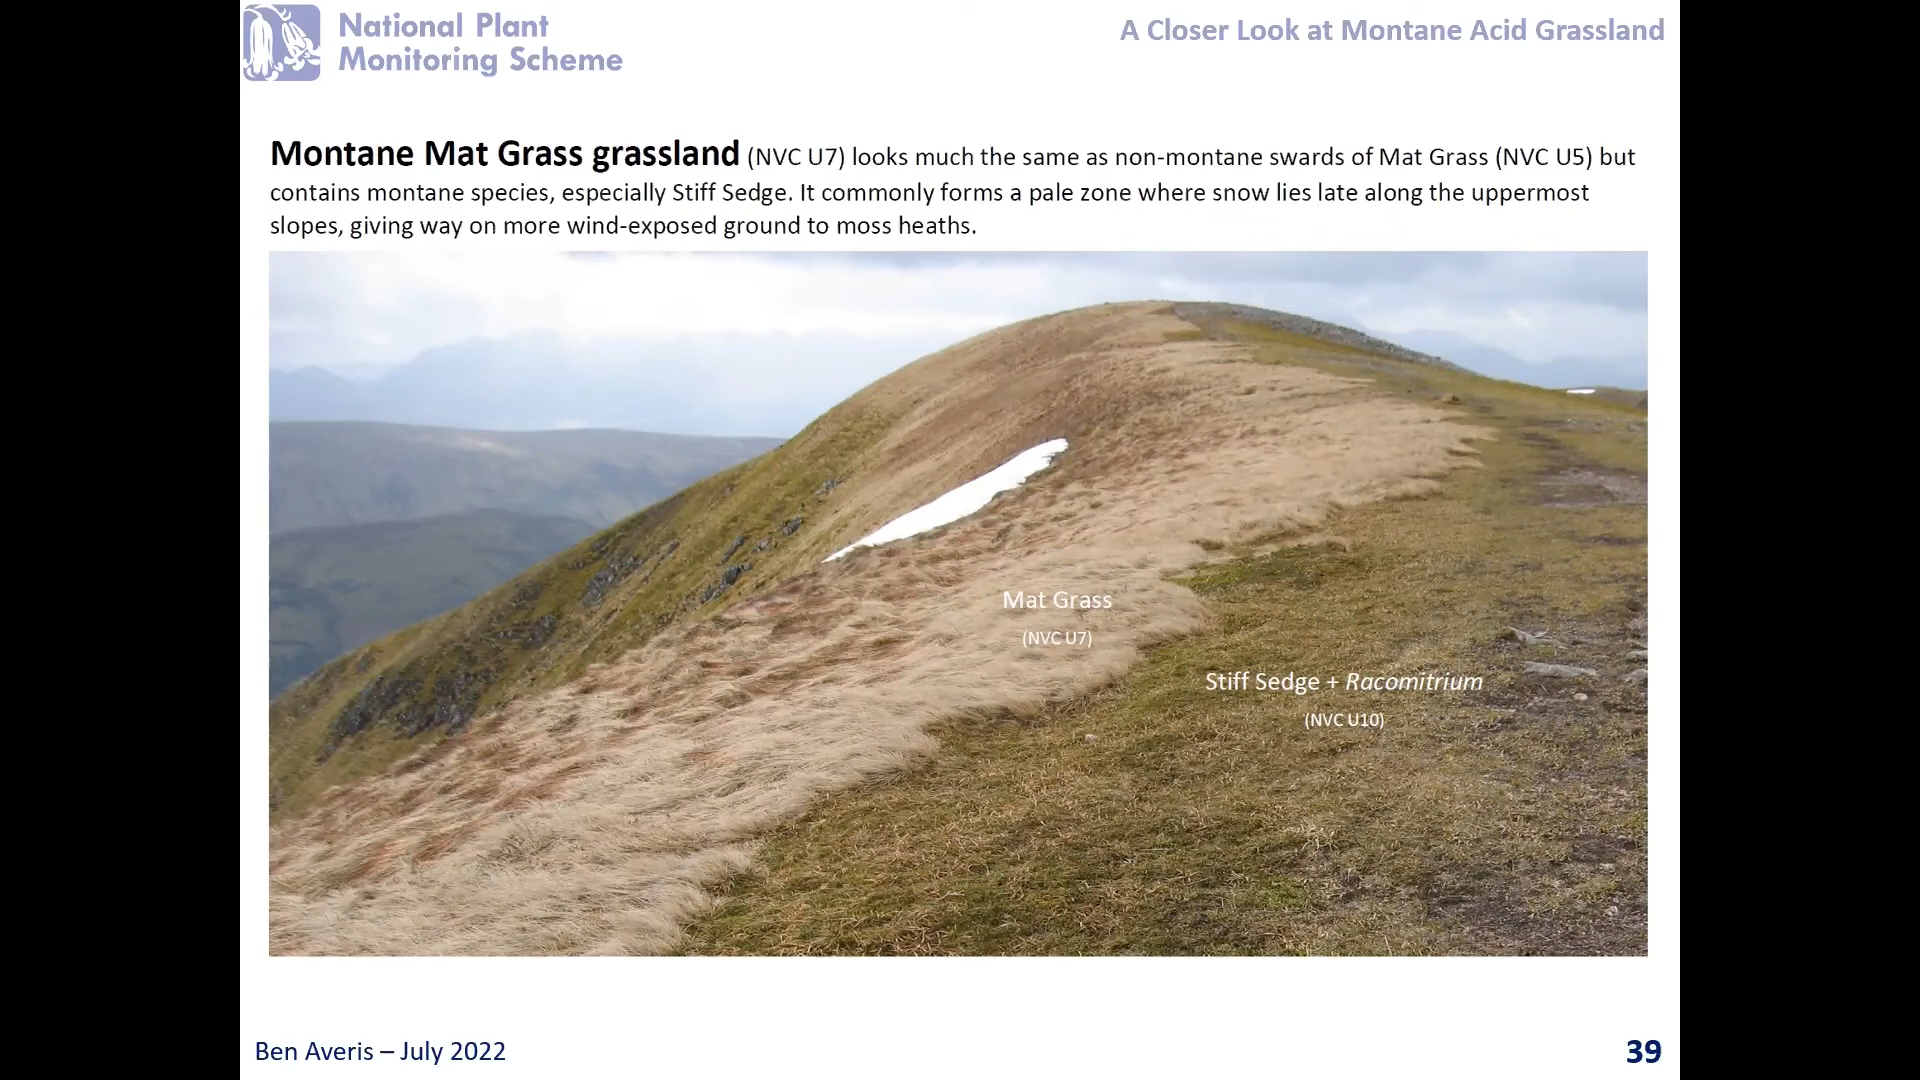 National Plant
Monitoring Scheme
A Closer Look at Montane Acid Grassland
Montane Mat Grass grassland (NVC U7) looks much the same as non-montane swards of Mat Grass (NVC U5) but
contains montane species, especially Stiff Sedge. It commonly forms a pale zone where snow lies late along the uppermost
slopes, giving way on more wind-exposed ground to moss heaths.
Mat Grass
(NVC U7)
Stiff Sedge + Racomitrium
(NVC U10)
Ben Averis – July 2022
39